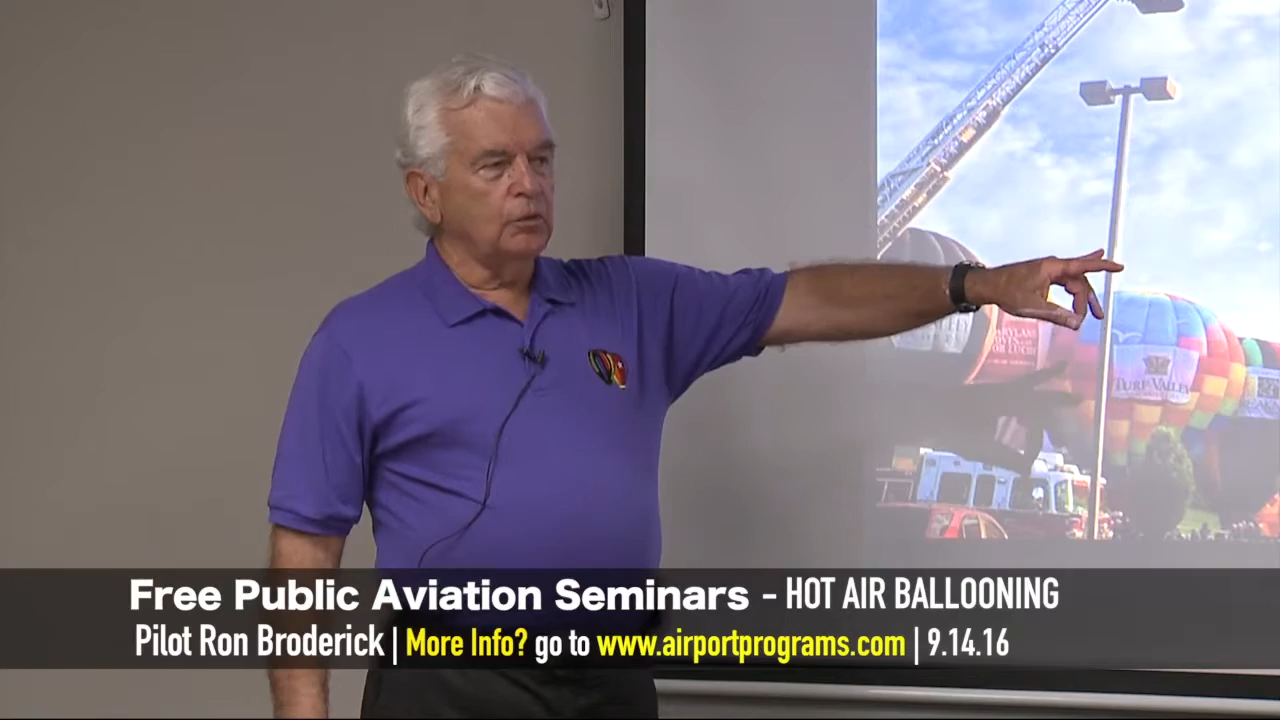 ARYLAN
TURF VALLEY
Free Public Aviation Seminars - HOT AIR BALLOONING
Pilot Ron Broderick | More Info? go to www.airportprograms.com | 9.14.16